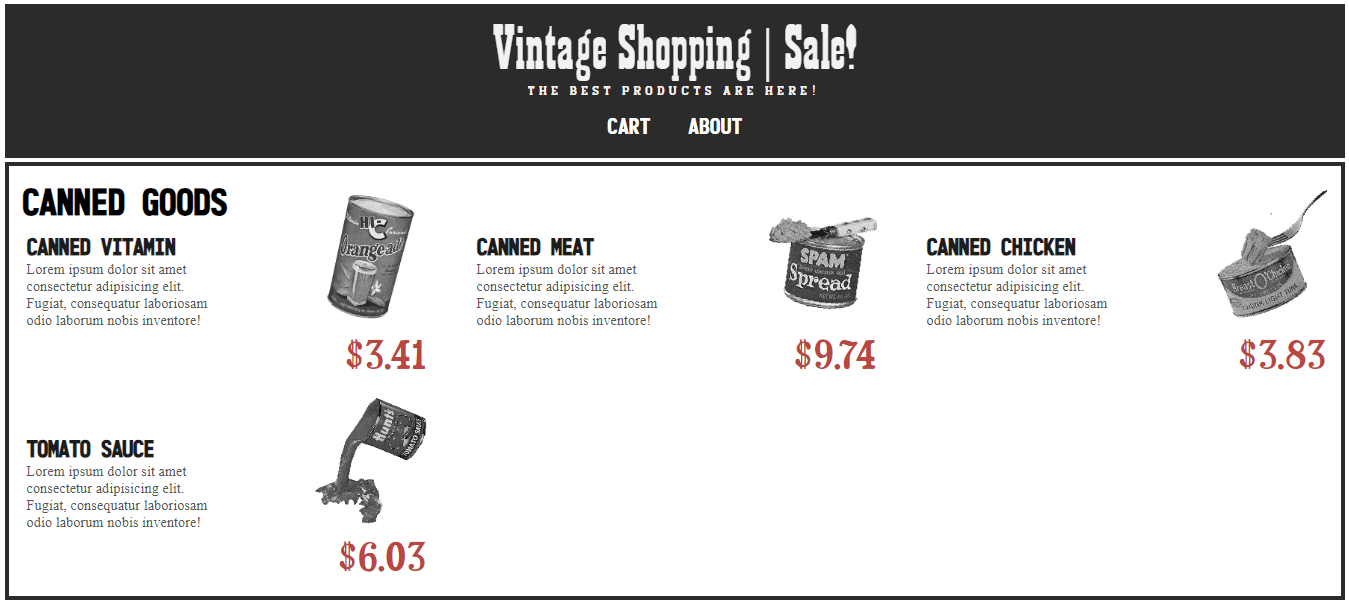 Vintage Shopping | Sale!
THE BEST PRODUCTS ARE HERE!
CART ABOUT
CANNED GOODS
CANNED VITAMIN
Lorem ipsum dolor sit amet
consectetur adipisicing elit.
Fugiat, consequatur laboriosam
odio laborum nobis inventore!
Hi-C
Orangeade
$3.41
CANNED MEAT
Lorem ipsum dolor sit amet
consectetur adipisicing elit.
Fugiat, consequatur laboriosam
odio laborum nobis inventore!
SPAM
Spread
$9.74
CANNED CHICKEN
Lorem ipsum dolor sit amet
consectetur adipisicing elit.
Fugiat, consequatur laboriosam
odio laborum nobis inventore!
Breast O'Chicken
CHUNK LIGHT TUNA
$3.83
TOMATO SAUCE
Lorem ipsum dolor sit amet
consectetur adipisicing elit.
Fugiat, consequatur laboriosam
odio laborum nobis inventore!
Hunt's
TOMATO SAUCE
$6.03